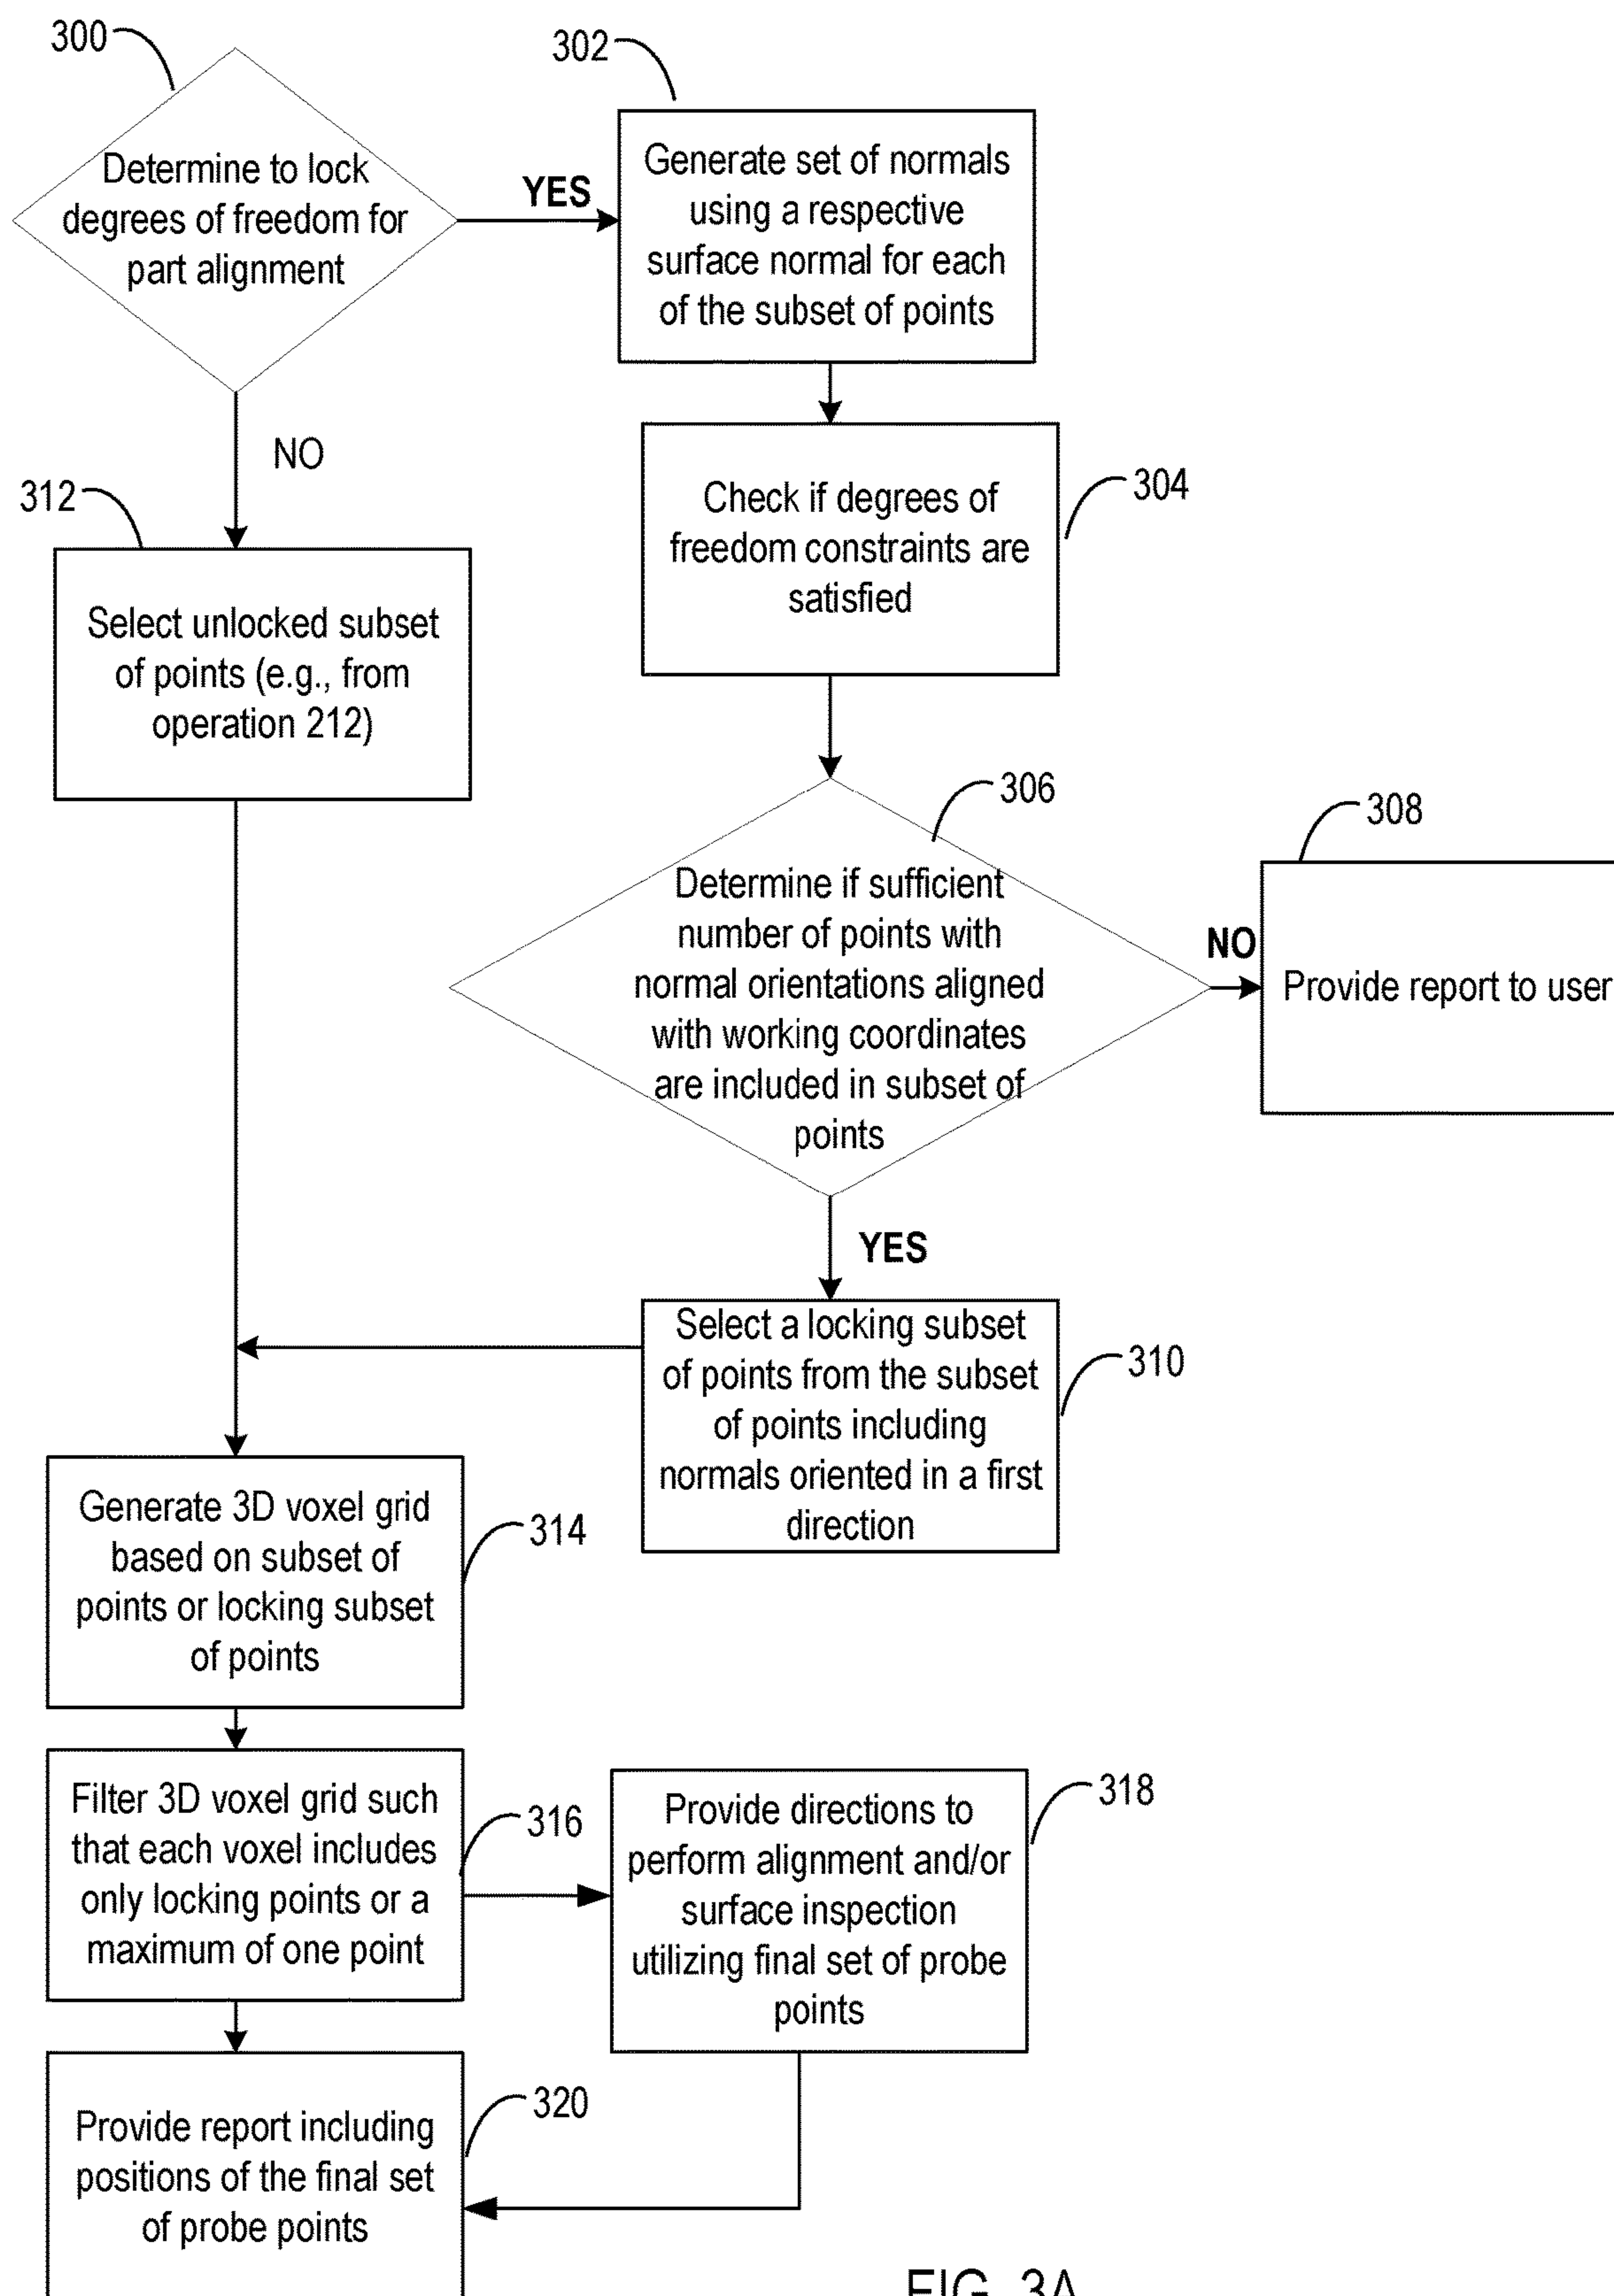 300
Determine to lock
degrees of freedom for
part alignment
YES
302
Generate set of normals
using a respective
surface normal for each
of the subset of points
NO
304
Check if degrees of
freedom constraints are
satisfied
312
Select unlocked subset
of points (e.g., from
operation 212)
306
Determine if sufficient
number of points with
normal orientations aligned
with working coordinates
are included in subset of
points
NO
308
Provide report to user
YES
310
Select a locking subset
of points from the subset
of points including
normals oriented in a first
direction
314
Generate 3D voxel grid
based on subset of
points or locking subset
of points
316
Filter 3D voxel grid such
that each voxel includes
only locking points or a
maximum of one point
318
Provide directions to
perform alignment and/or
surface inspection
utilizing final set of probe
points
320
Provide report including
positions of the final set
of probe points
FIG. 3A